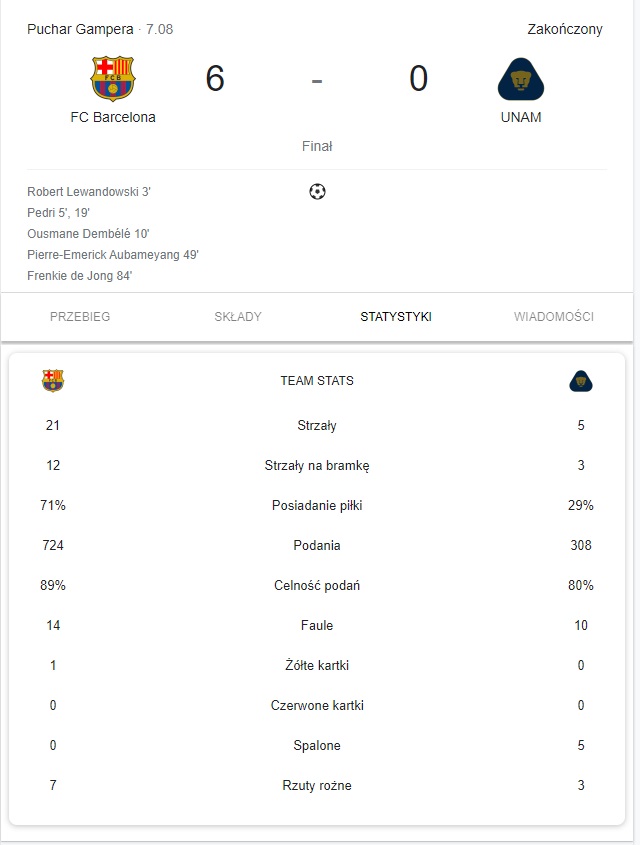 Puchar Gampera · 7.08 Zakończony
6 - 0
FCB
FC Barcelona UNAM
Finał
Robert Lewandowski 3'
Pedri 5', 19'
Ousmane Dembélé 10'
Pierre-Emerick Aubameyang 49'
Frenkie de Jong 84'
PRZEBIEG SKŁADY STATYSTYKI WIADOMOŚCI
TEAM STATS
21 Strzały 5
12 Strzały na bramkę 3
71% Posiadanie piłki 29%
724 Podania 308
89% Celność podań 80%
14 Faule 10
1 Żółte kartki 0
0 Czerwone kartki 0
0 Spalone 5
7 Rzuty rożne 3